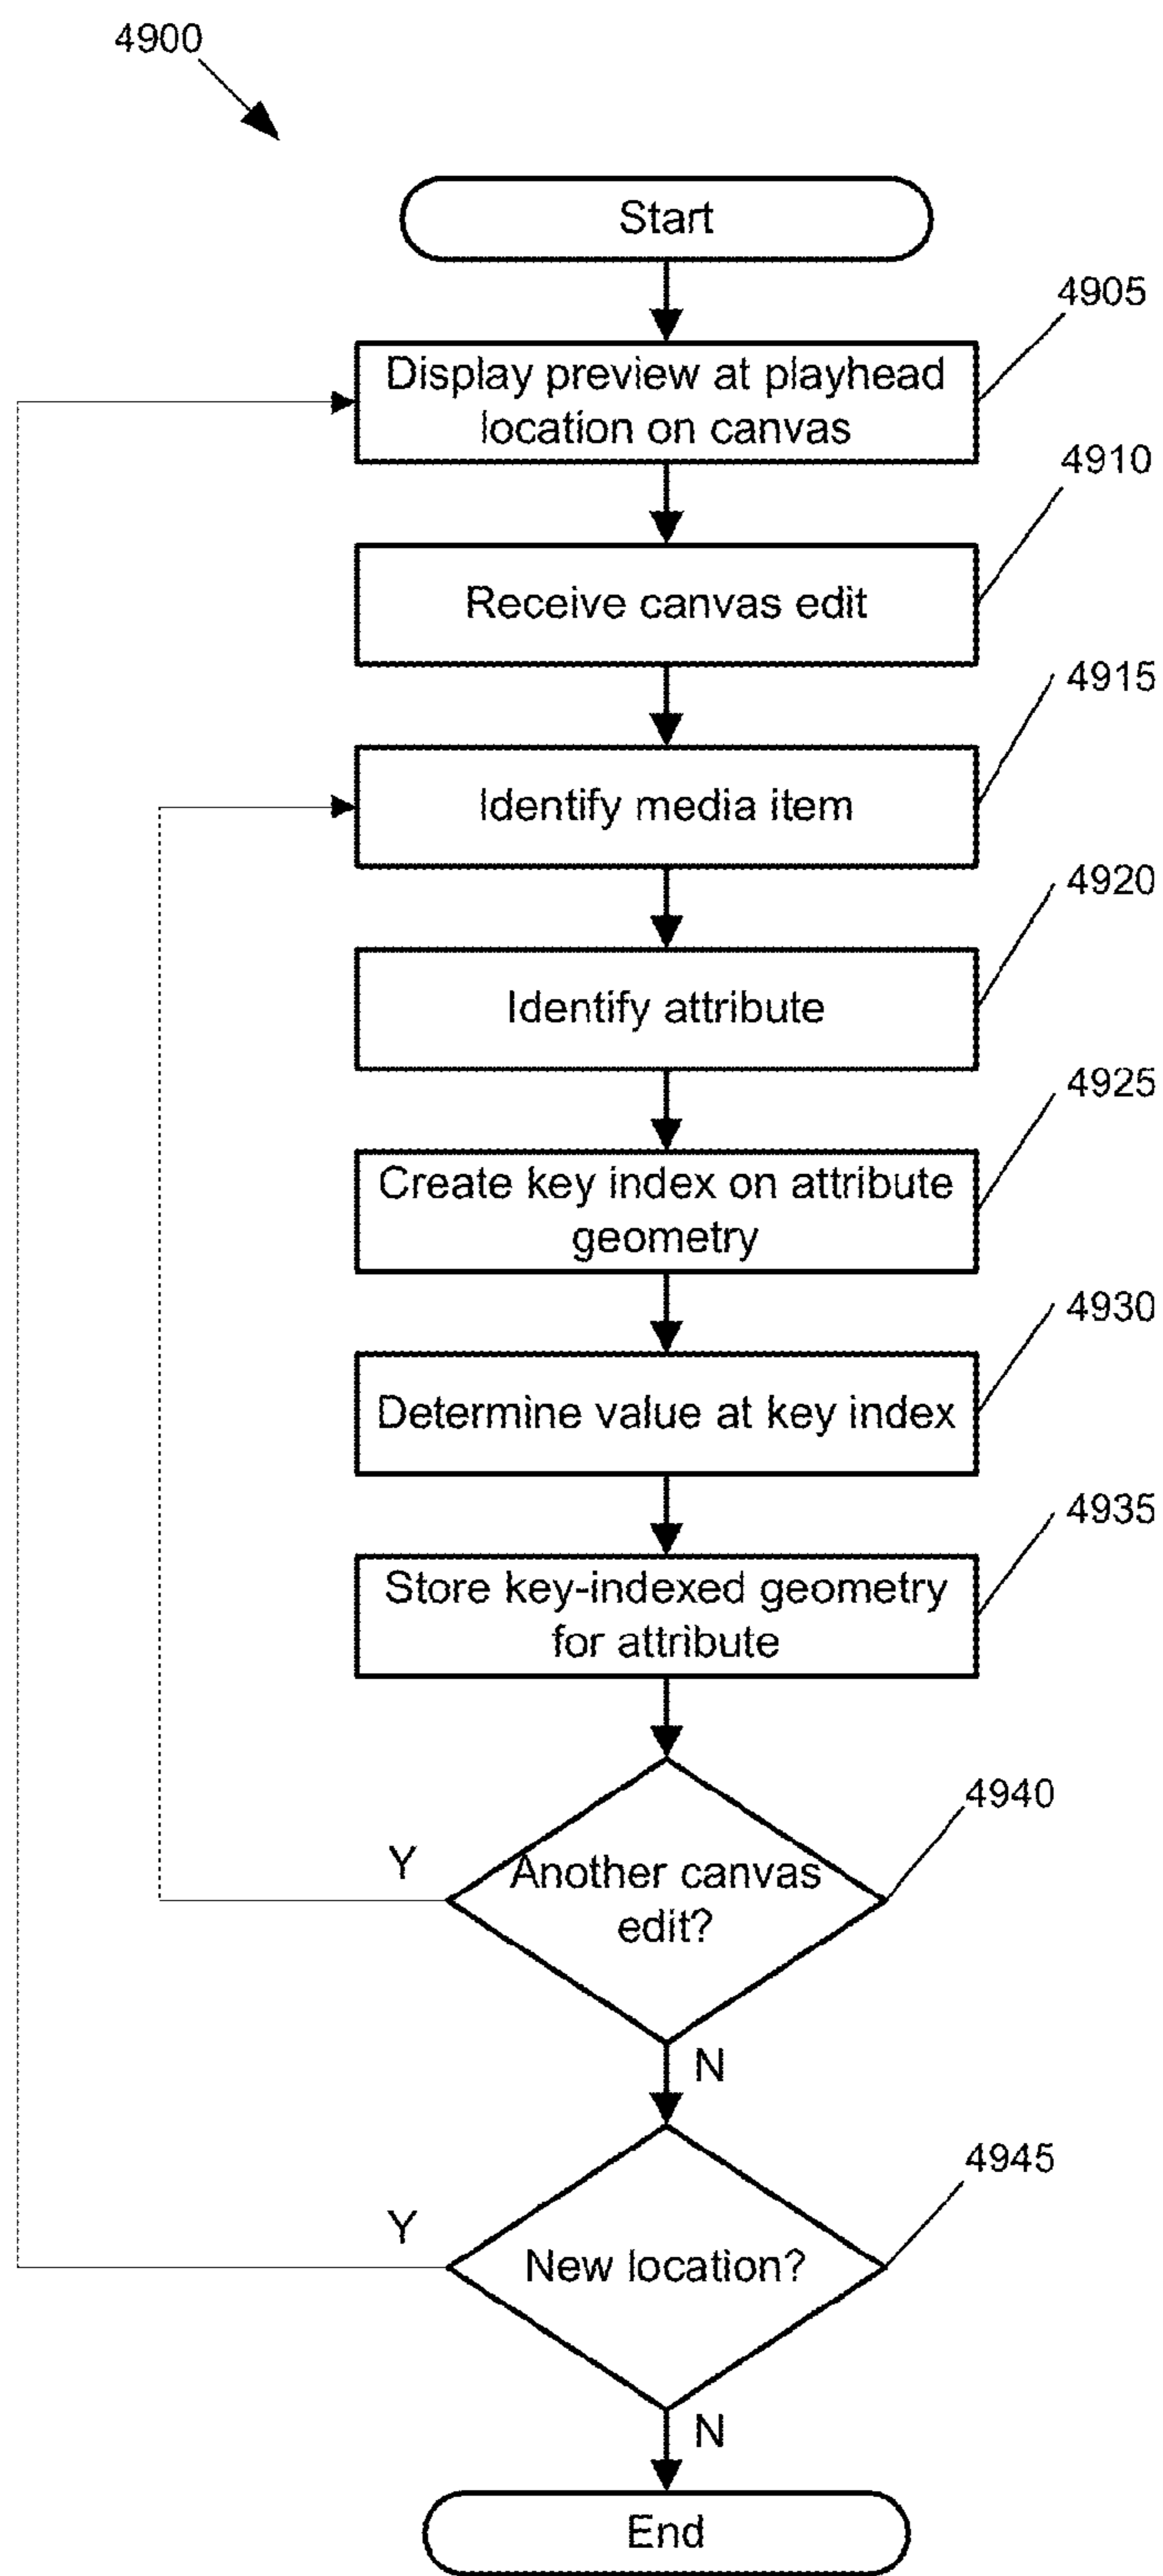 4900
Start
4905
Display preview at playhead
location on canvas
4910
Receive canvas edit
4915
Identify media item
4920
Identify attribute
4925
Create key index on attribute
geometry
4930
Determine value at key index
4935
Store key-indexed geometry
for attribute
4940
Y
Another canvas
edit?
N
4945
Y
New location?
N
End